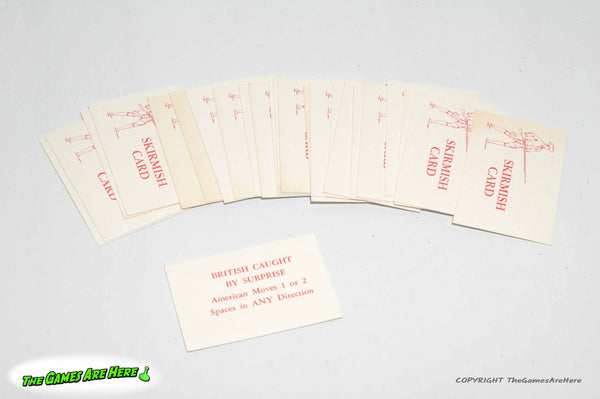 CARD
SKIRMISH
CARD
SKIRMISH
CARD
SKIRMISH
CARD
BRITISH CAUGHT
BY SURPRISE
American Moves 1 or 2
Spaces in ANY Direction
THE GAMES ARE HERE
COPYRIGHT TheGamesAreHere